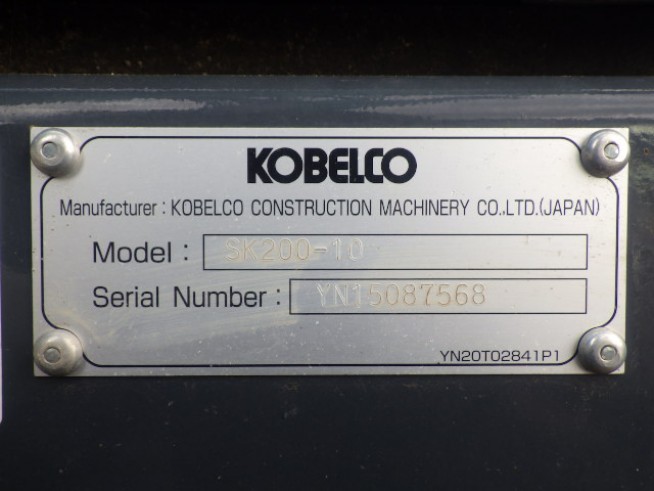 KOBELCO
Manufacturer : KOBELCO CONSTRUCTION MACHINERY CO.,LTD.(JAPAN)
Model : SK200-10
Serial Number : YN15087568
YN20T02841P1